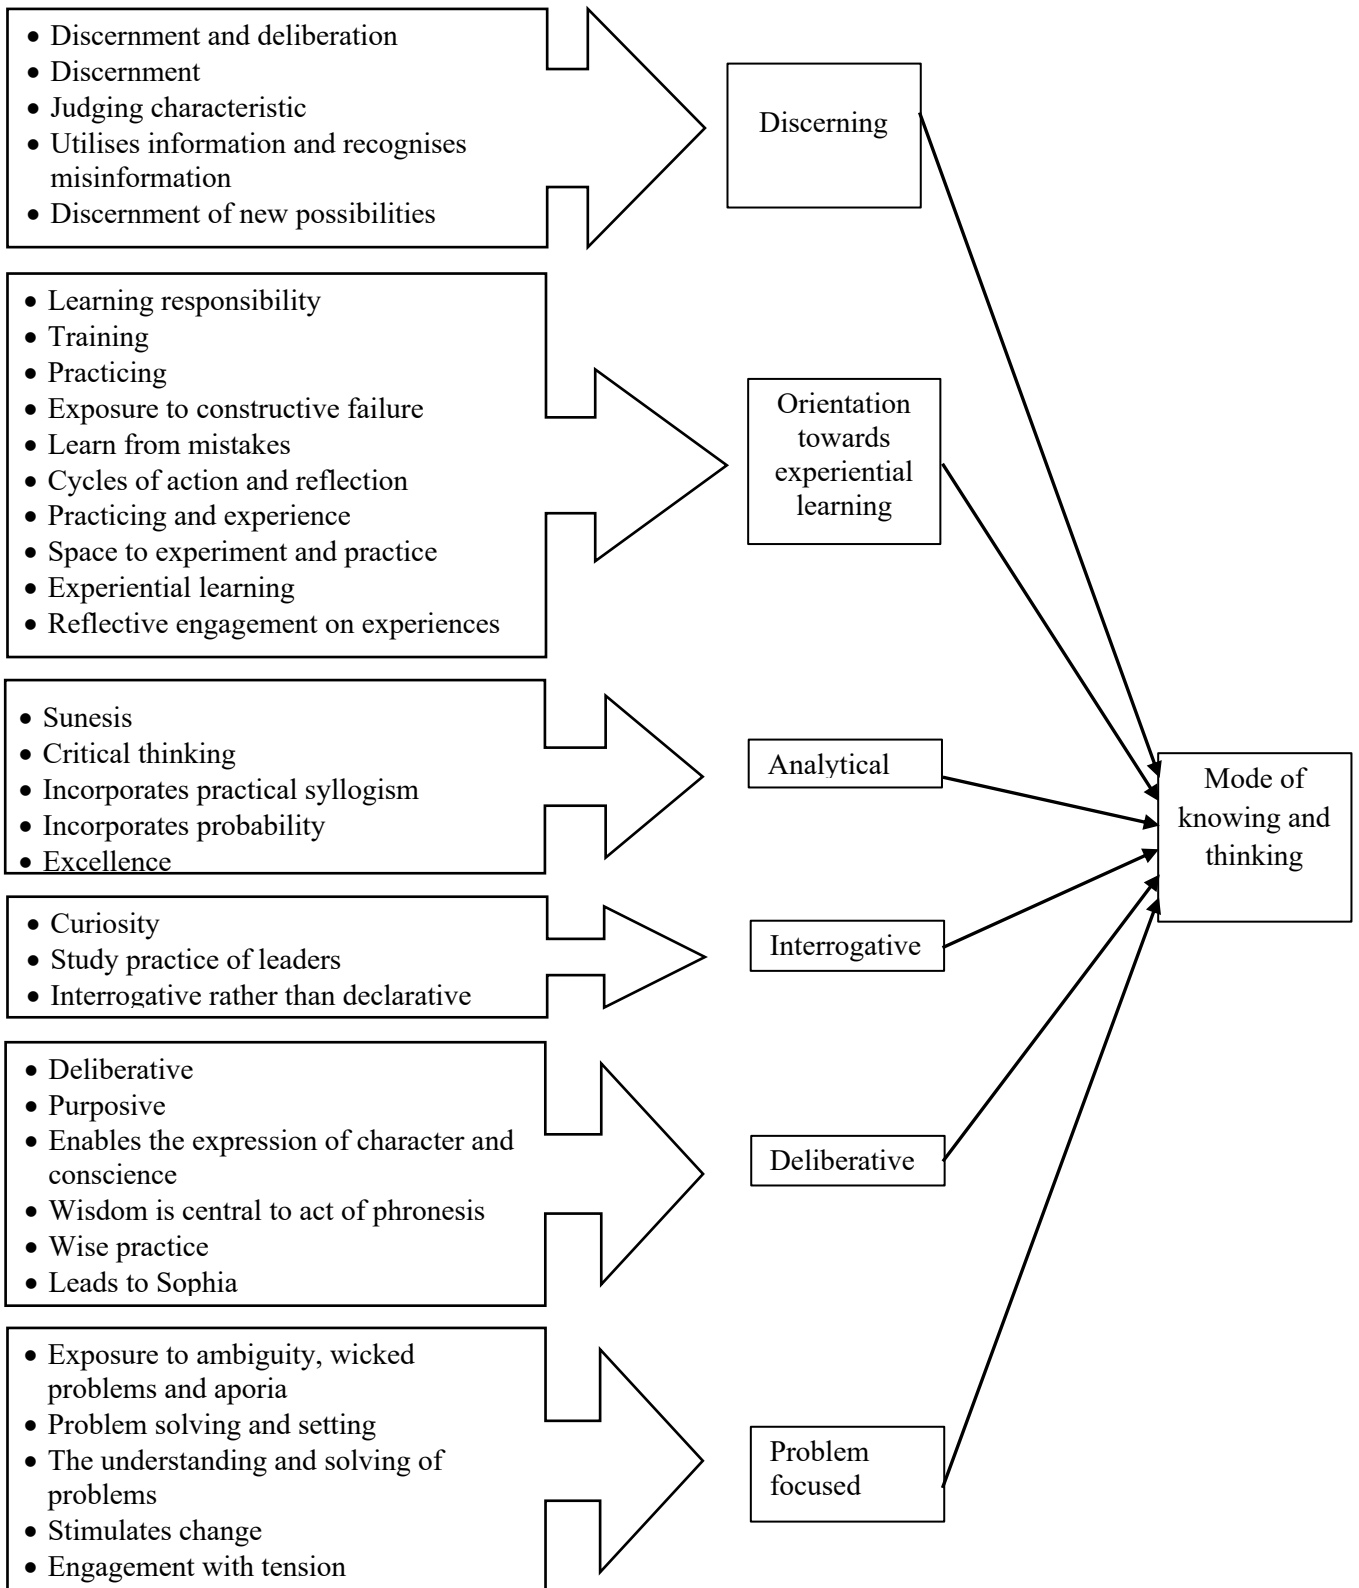 • Discernment and deliberation
• Discernment
• Judging characteristic
• Utilises information and recognises
misinformation
• Discernment of new possibilities
Discerning
• Learning responsibility
• Training
• Practicing
• Exposure to constructive failure
• Learn from mistakes
• Cycles of action and reflection
• Practicing and experience
• Space to experiment and practice
• Experiential learning
• Reflective engagement on experiences
Orientation
towards
experiential
learning
• Sunesis
• Critical thinking
• Incorporates practical syllogism
• Incorporates probability
• Excellence
Analytical
• Curiosity
• Study practice of leaders
• Interrogative rather than declarative
Interrogative
• Deliberative
• Purposive
• Enables the expression of character and
conscience
• Wisdom is central to act of phronesis
• Wise practice
• Leads to Sophia
Deliberative
• Exposure to ambiguity, wicked
problems and aporia
• Problem solving and setting
• The understanding and solving of
problems
• Stimulates change
• Engagement with tension
Problem
focused
Mode of
knowing and
thinking